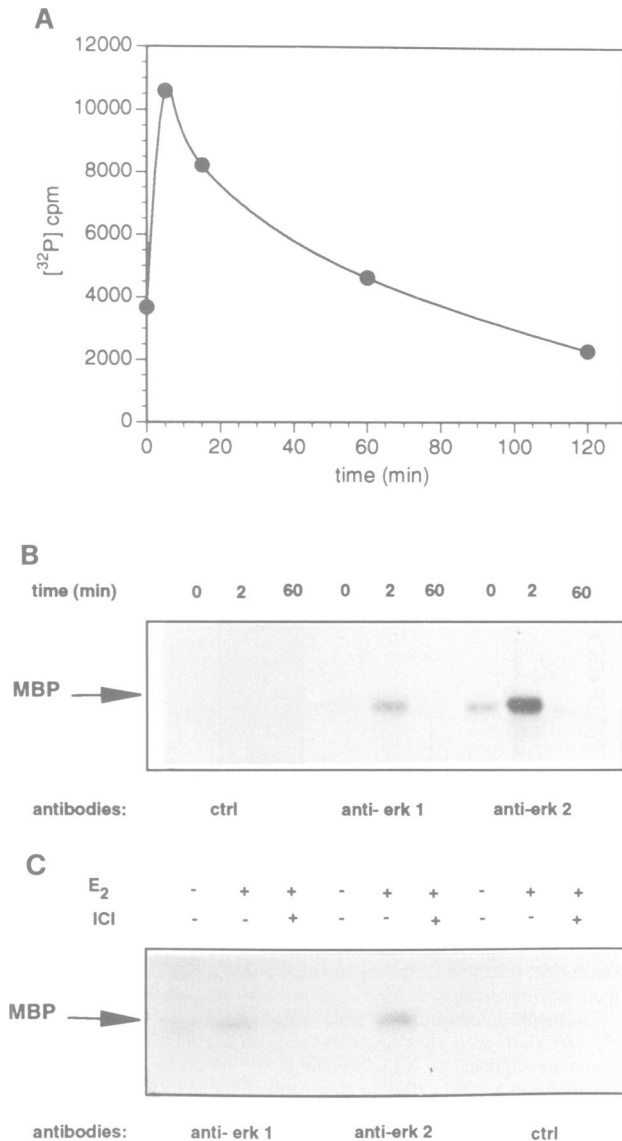 A
12000
10000
8000
6000
4000
2000
0
[³²P] cpm
0 20 40 60 80 100 120
time (min)
B
time (min) 0 2 60 0 2 60 0 2 60
MBP
antibodies: ctrl anti- erk 1 anti-erk 2
C
E₂ - + + - + + - + +
ICI - - + - - + - - +
MBP
antibodies: anti- erk 1 anti-erk 2 ctrl